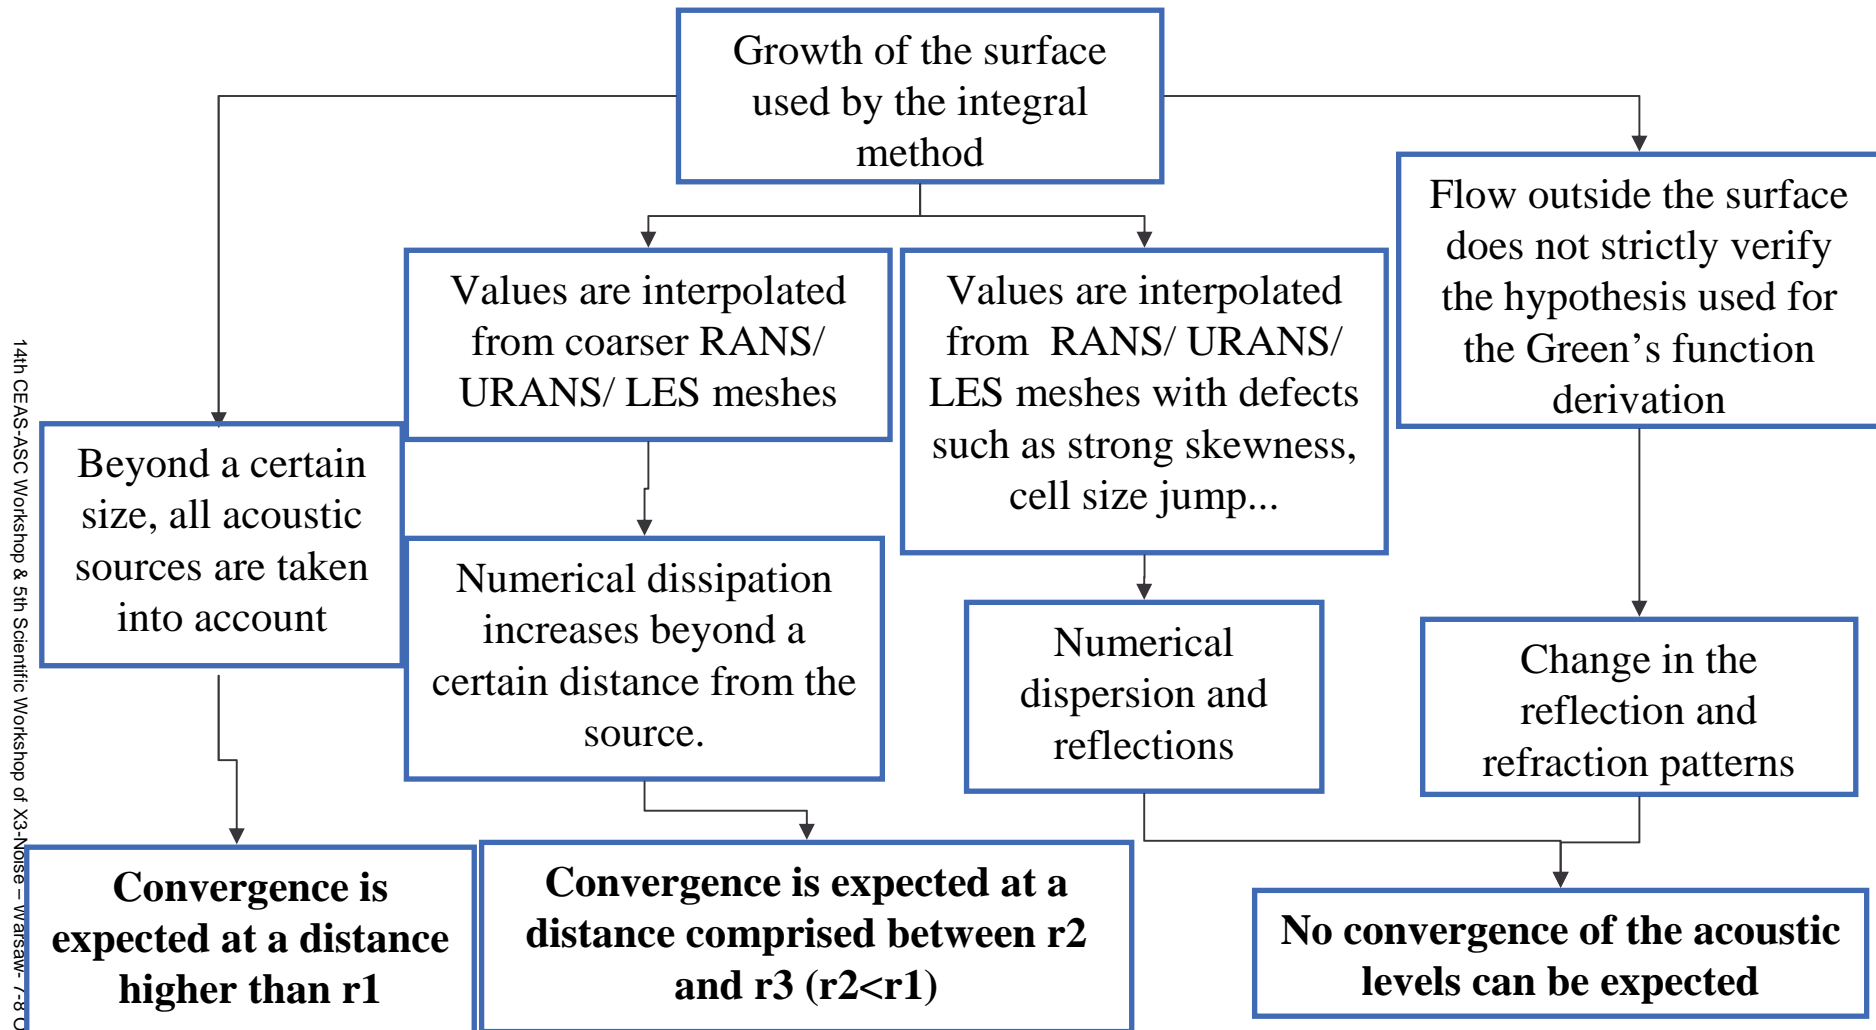 Growth of the surface
used by the integral
method
Flow outside the surface
does not strictly verify
the hypothesis used for
the Green’s function
derivation
Values are interpolated
from coarser RANS/
URANS/ LES meshes
Values are interpolated
from RANS/ URANS/
LES meshes with defects
such as strong skewness,
cell size jump...
Beyond a certain
size, all acoustic
sources are taken
into account
Numerical dissipation
increases beyond a
certain distance from the
source.
Numerical
dispersion and
reflections
Change in the
reflection and
refraction patterns
Convergence is
expected at a distance
higher than r1
Convergence is expected at a
distance comprised between r2
and r3 (r2<r1)
No convergence of the acoustic
levels can be expected
14th CEAS-ASC Workshop & 5th Scientific Workshop of X3-Noise – Warsaw- 7-8 O